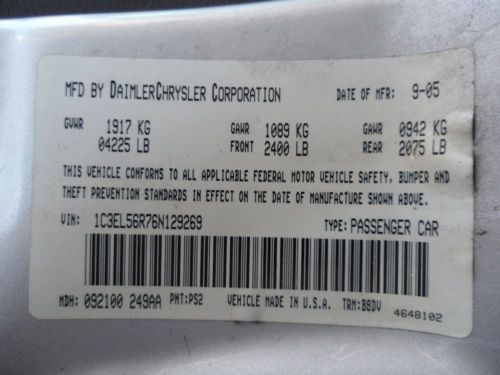 MFD BY DAIMLERCHRYSLER CORPORATION DATE OF MFR: 9-05
GVWR 1917 KG GAWR 1089 KG GAWR 0942 KG
04225 LB FRONT 2400 LB REAR 2075 LB
THIS VEHICLE CONFORMS TO ALL APPLICABLE FEDERAL MOTOR VEHICLE SAFETY, BUMPER AND
THEFT PREVENTION STANDARDS IN EFFECT ON THE DATE OF MANUFACTURE SHOWN ABOVE.
VIN: 1C3EL56R76N129269 TYPE: PASSENGER CAR
MDH: 092100 249AA PNT:PS2 VEHICLE MADE IN U.S.A. TRM:BBDV
4648102